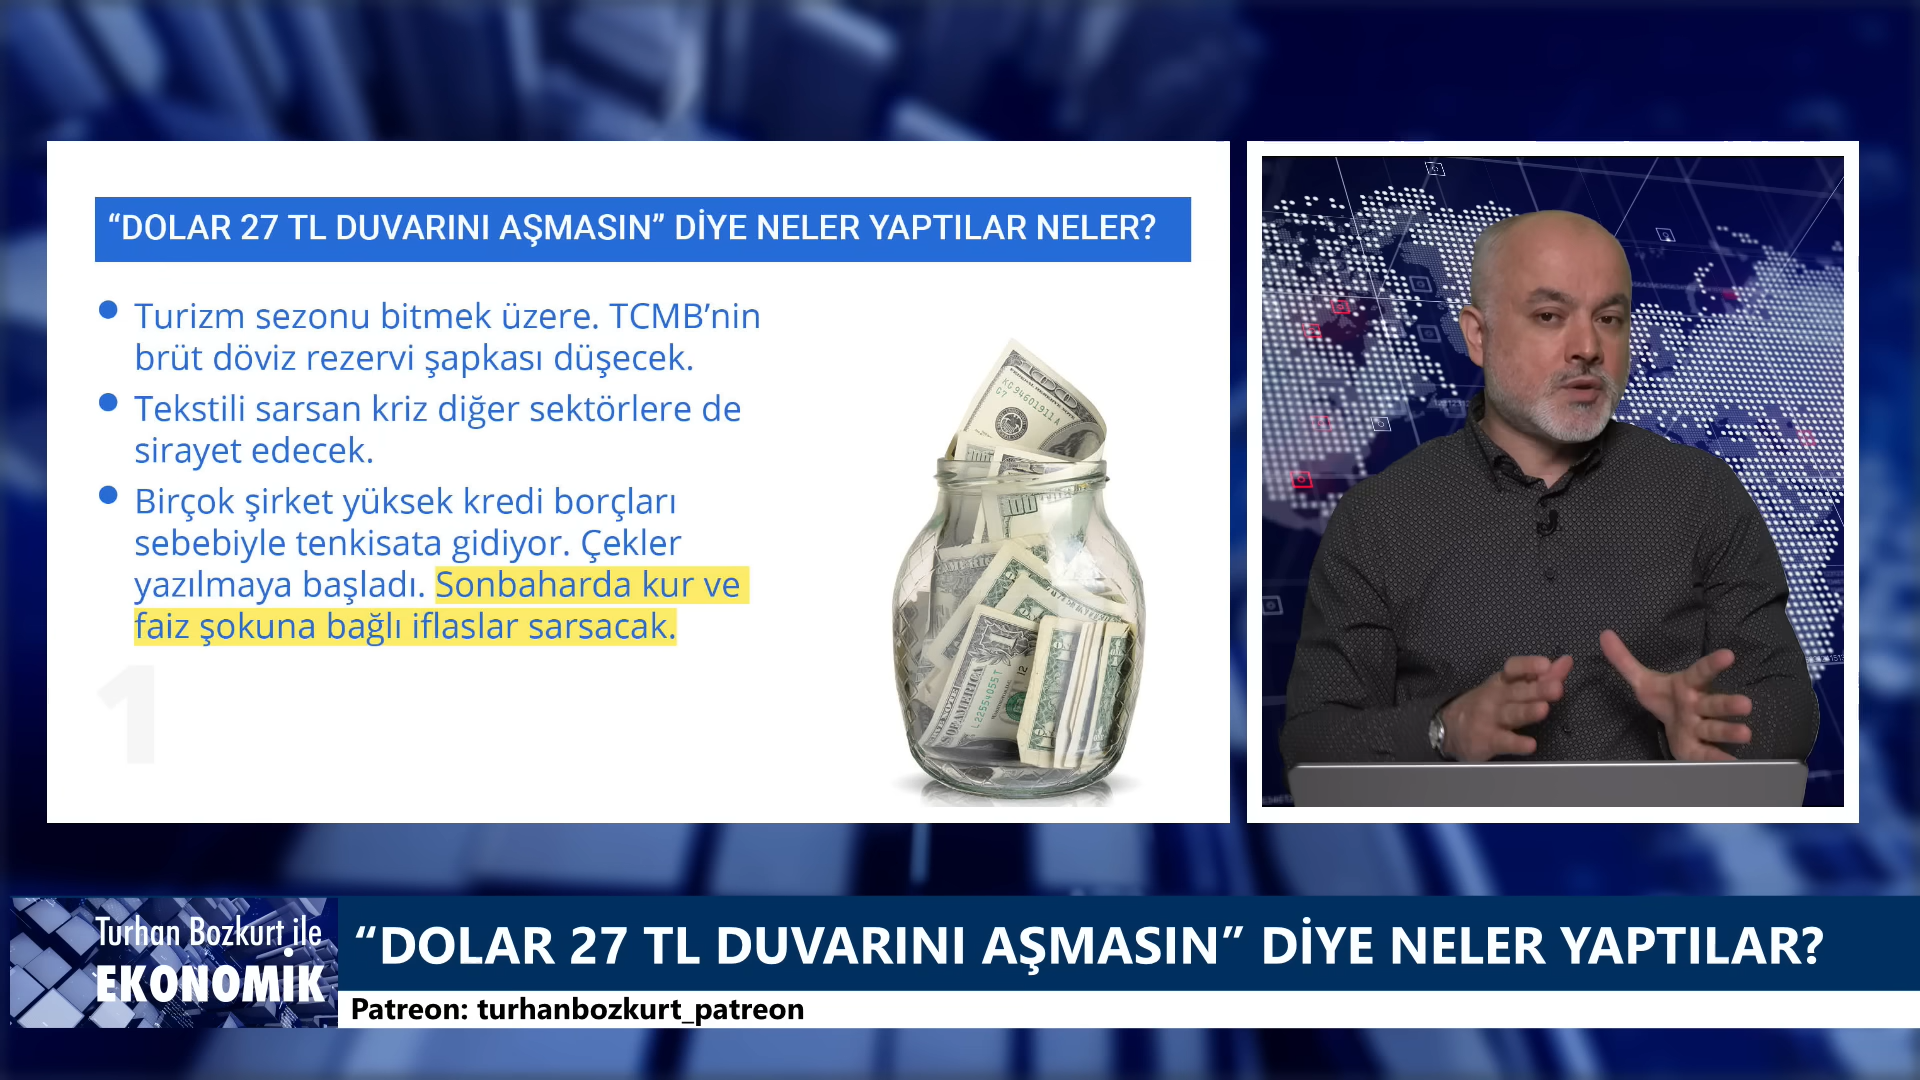 “DOLAR 27 TL DUVARINI AŞMASIN” DİYE NELER YAPTILAR NELER?
Turizm sezonu bitmek üzere. TCMB’nin
brüt döviz rezervi şapkası düşecek.
Tekstili sarsan kriz diğer sektörlere de
sirayet edecek.
Birçok şirket yüksek kredi borçları
sebebiyle tenkisata gidiyor. Çekler
yazılmaya başladı. Sonbaharda kur ve
faiz şokuna bağlı iflaslar sarsacak.
1
Turhan Bozkurt ile
EKONOMİK
“DOLAR 27 TL DUVARINI AŞMASIN” DİYE NELER YAPTILAR?
Patreon: turhanbozkurt_patreon